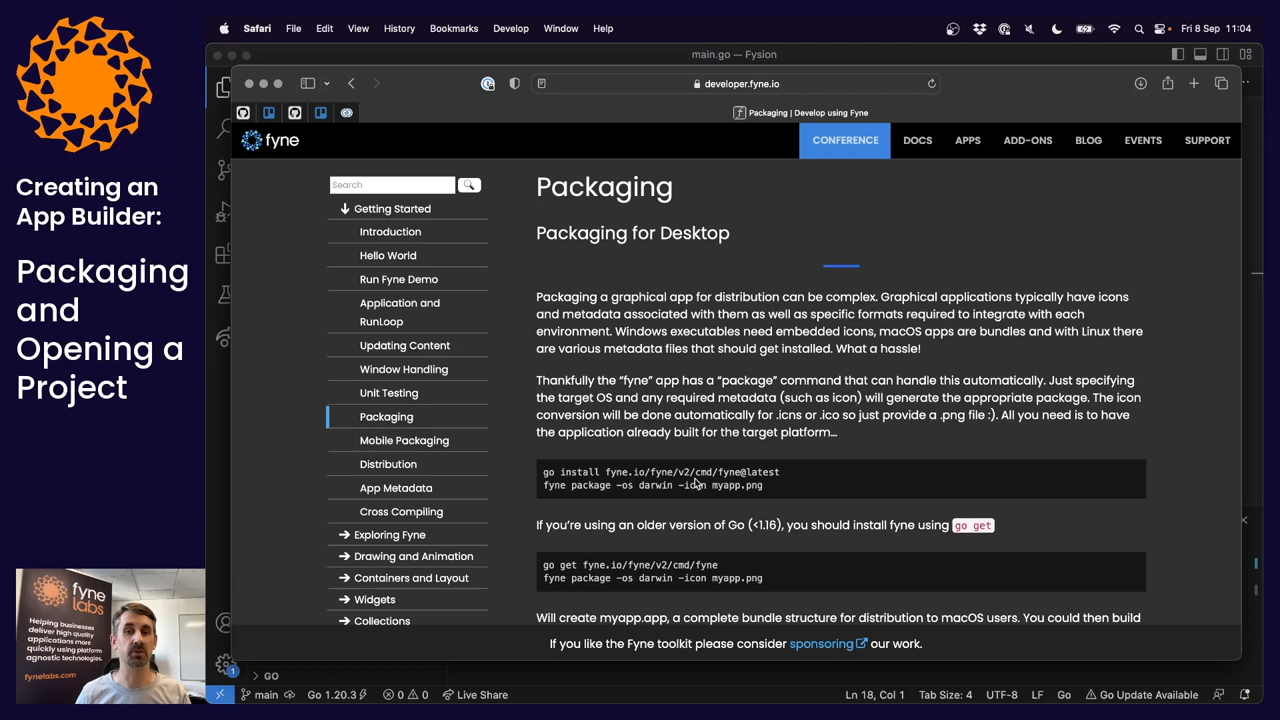 Creating an
App Builder:
Packaging
and
Opening a
Project
fyne
labs
Helping businesses
deliver high quality
applications more
quickly using platform
agnostic technologies.
fynelabs.com
Safari File Edit View History Bookmarks Develop Window Help Fri 8 Sep 11:04
main.go — Fysion
developer.fyne.io
Packaging | Develop using Fyne
fyne
CONFERENCE DOCS APPS ADD-ONS BLOG EVENTS SUPPORT
Search
Getting Started
Introduction
Hello World
Run Fyne Demo
Application and
RunLoop
Updating Content
Window Handling
Unit Testing
Packaging
Mobile Packaging
Distribution
App Metadata
Cross Compiling
Exploring Fyne
Drawing and Animation
Containers and Layout
Widgets
Collections
Packaging
Packaging for Desktop
Packaging a graphical app for distribution can be complex. Graphical applications typically have icons
and metadata associated with them as well as specific formats required to integrate with each
environment. Windows executables need embedded icons, macOS apps are bundles and with Linux there
are various metadata files that should get installed. What a hassle!
Thankfully the “fyne” app has a “package” command that can handle this automatically. Just specifying
the target OS and any required metadata (such as icon) will generate the appropriate package. The icon
conversion will be done automatically for .icns or .ico so just provide a .png file :). All you need is to have
the application already built for the target platform…
go install fyne.io/fyne/v2/cmd/fyne@latest
fyne package -os darwin -icon myapp.png
If you’re using an older version of Go (<1.16), you should install fyne using go get
go get fyne.io/fyne/v2/cmd/fyne
fyne package -os darwin -icon myapp.png
Will create myapp.app, a complete bundle structure for distribution to macOS users. You could then build
If you like the Fyne toolkit please consider sponsoring our work.
1
GO
main Go 1.20.3 0 0 Live Share Ln 18, Col 1 Tab Size: 4 UTF-8 LF Go Go Update Available